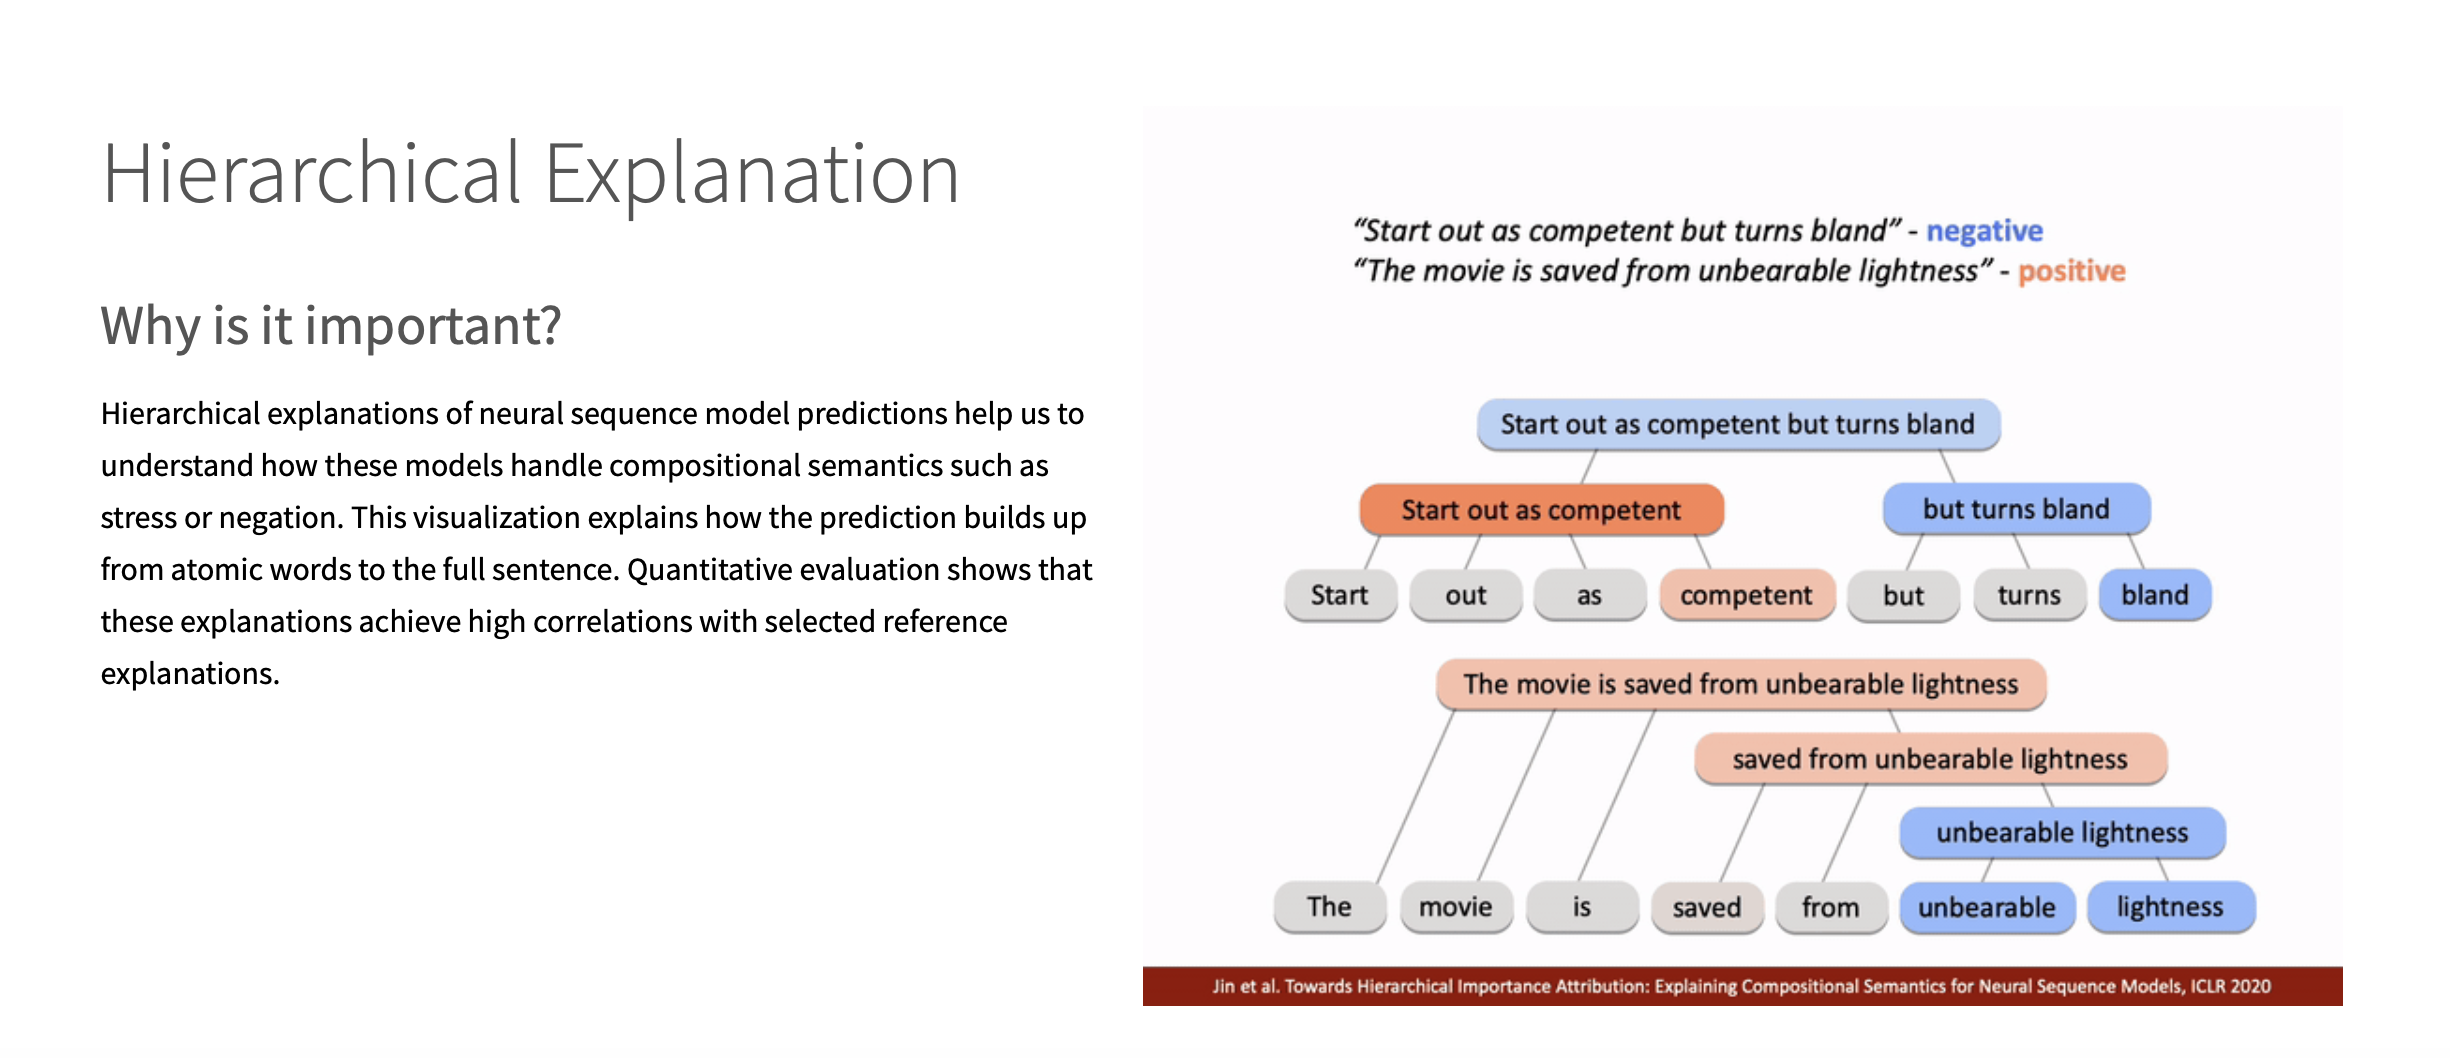 Hierarchical Explanation
Why is it important?
Hierarchical explanations of neural sequence model predictions help us to
understand how these models handle compositional semantics such as
stress or negation. This visualization explains how the prediction builds up
from atomic words to the full sentence. Quantitative evaluation shows that
these explanations achieve high correlations with selected reference
explanations.
“Start out as competent but turns bland” - negative
“The movie is saved from unbearable lightness” - positive
Start out as competent but turns bland
Start out as competent but turns bland
Start out as competent but turns bland
The movie is saved from unbearable lightness
saved from unbearable lightness
unbearable lightness
The movie is saved from unbearable lightness
Jin et al. Towards Hierarchical Importance Attribution: Explaining Compositional Semantics for Neural Sequence Models, ICLR 2020